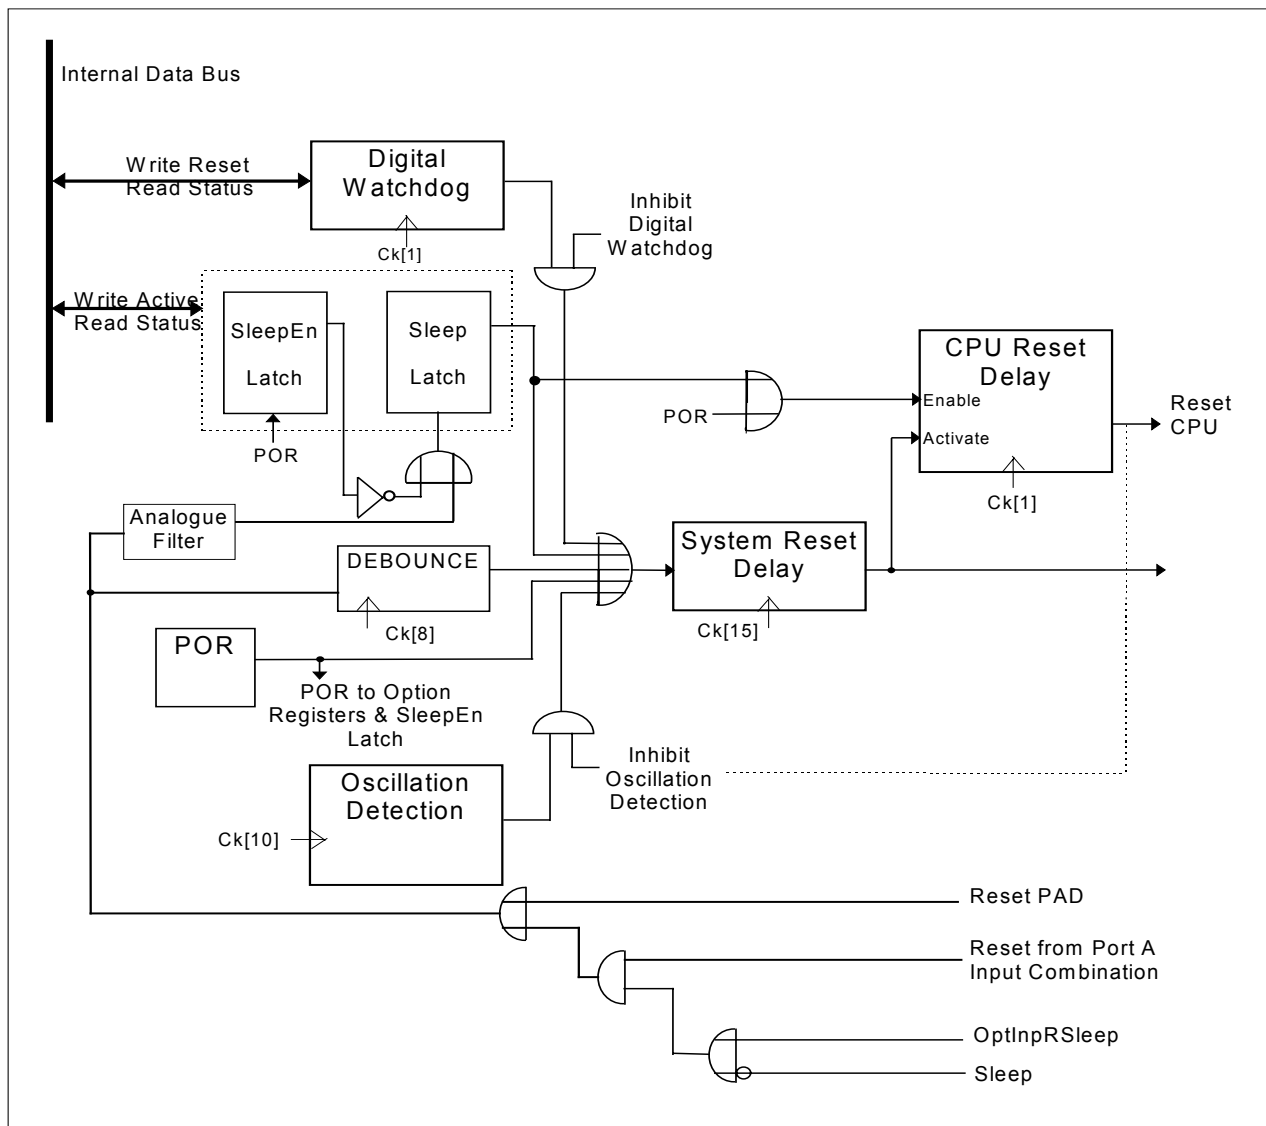 Internal Data Bus
Write Reset
Read Status
Digital
Watchdog
Ck[1]
Inhibit
Digital
Watchdog
Write Active
Read Status
SleepEn
Latch
Sleep
Latch
POR
CPU Reset
Delay
Enable
Activate
Ck[1]
Reset
CPU
POR
Analogue
Filter
DEBOUNCE
Ck[8]
System Reset
Delay
Ck[15]
POR
POR to Option
Registers & SleepEn
Latch
Inhibit
Oscillation
Detection
Oscillation
Detection
Ck[10]
Reset PAD
Reset from Port A
Input Combination
OptInpRSleep
Sleep